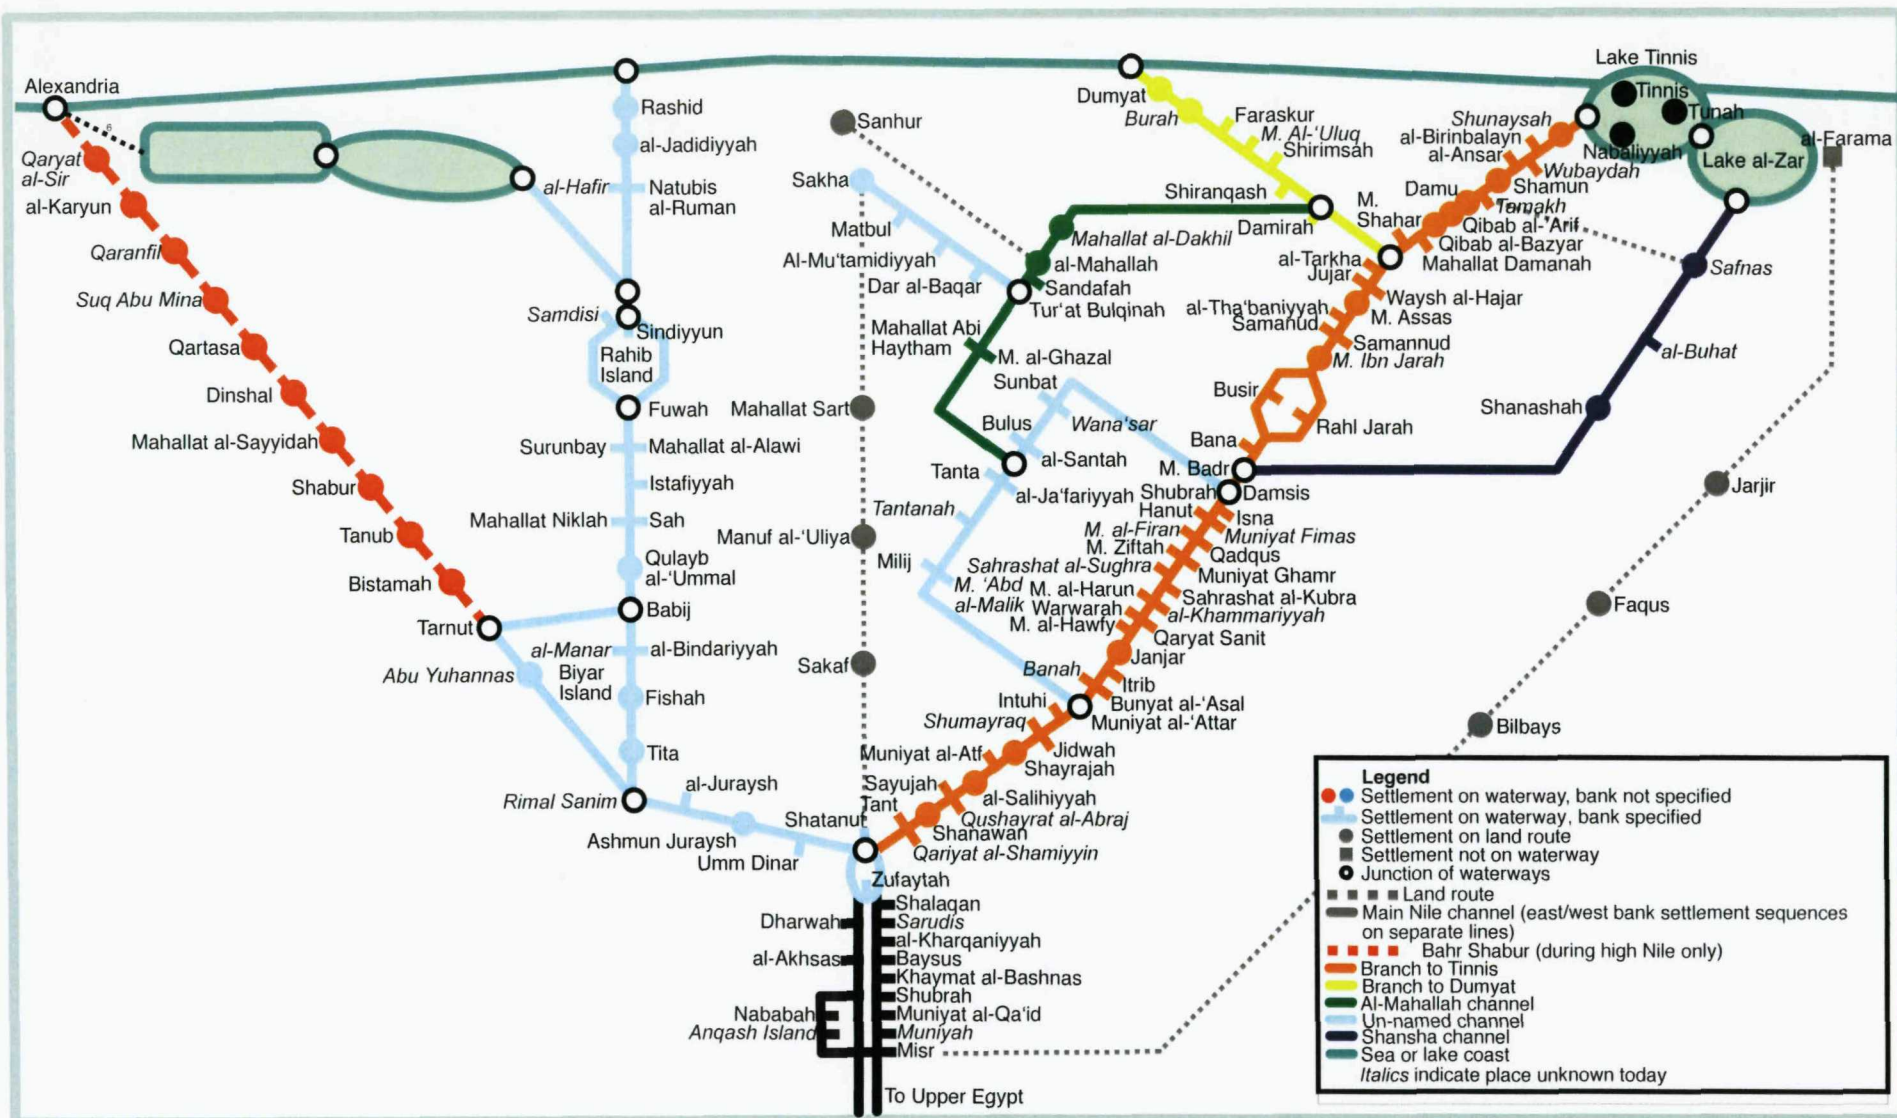 Alexandria
6
Qaryat
al-Sir
al-Karyun
Qaranfil
Suq Abu Mina
Qartasa
Dinshal
Mahallat al-Sayyidah
Shabur
Tanub
Bistamah
Tarnut
Abu Yuhannas
Rimal Sanim
Rashid
al-Jadidiyyah
al-Hafir
Natubis
al-Ruman
Samdisi
Sindiyyun
Rahib
Island
Fuwah
Surunbay
Mahallat al-Alawi
Istafiyyah
Mahallat Niklah
Sah
Qulayb
al-‘Ummal
Babij
al-Manar
al-Bindariyyah
Biyar
Island
Fishah
Tita
al-Juraysh
Ashmun Juraysh
Umm Dinar
Shatanuf
Sanhur
Sakha
Matbul
Al-Mu‘tamidiyyah
Dar al-Baqar
Mahallat Sart
Manuf al-‘Uliya
Sakaf
Mahallat al-Dakhil
al-Mahallah
Sandafah
Tur‘at Bulqinah
Mahallat Abi
Haytham
M. al-Ghazal
Sunbat
Bulus
Wana‘sar
Tanta
al-Santah
al-Ja‘fariyyah
Tantanah
Milij
M. ‘Abd
al-Malik
Dumyat
Burah
Faraskur
M. Al-‘Uluq
Shirimsah
Shiranqash
Damirah
Lake Tinnis
Tinnis
Tunah
Nabaliyyah
Lake al-Zar
al-Farama
Shunaysah
al-Birinbalayn
al-Ansar
Wubaydah
Shamun
Damu
Tamakh
M.
Shahar
Qibab al-‘Arif
Qibab al-Bazyar
Mahallat Damanah
al-Tarkha
Jujar
Waysh al-Hajar
al-Tha‘baniyyah
M. Assas
Samanud
Samannud
M. Ibn Jarah
Busir
Rahl Jarah
Bana
M. Badr
Shubrah
Damsis
Hanut
Isna
M. al-Firan
Muniyat Fimas
M. Ziftah
Qadqus
Sahrashat al-Sughra
Muniyat Ghamr
M. al-Harun
Sahrashat al-Kubra
Warwarah
al-Khammariyyah
M. al-Hawfy
Qaryat Sanit
Janjar
Banah
Itrib
Intuhi
Bunyat al-‘Asal
Muniyat al-‘Attar
Shumayraq
Jidwah
Muniyat al-Atf
Shayrajah
Sayujah
al-Salihiyyah
Tant
Qushayrat al-Abraj
Shanawan
Qariyat al-Shamiyyin
Safnas
al-Buhat
Shanashah
Jarjir
Faqus
Bilbays
Zufaytah
Shalaqan
Dharwah
Sarudis
al-Kharqaniyyah
al-Akhsas
Baysus
Khaymat al-Bashnas
Shubrah
Nababah
Muniyat al-Qa‘id
Anqash Island
Muniyah
Misr
To Upper Egypt
Legend
Settlement on waterway, bank not specified
Settlement on waterway, bank specified
Settlement on land route
Settlement not on waterway
Junction of waterways
Land route
Main Nile channel (east/west bank settlement sequences
on separate lines)
Bahr Shabur (during high Nile only)
Branch to Tinnis
Branch to Dumyat
Al-Mahallah channel
Un-named channel
Shansha channel
Sea or lake coast
Italics indicate place unknown today